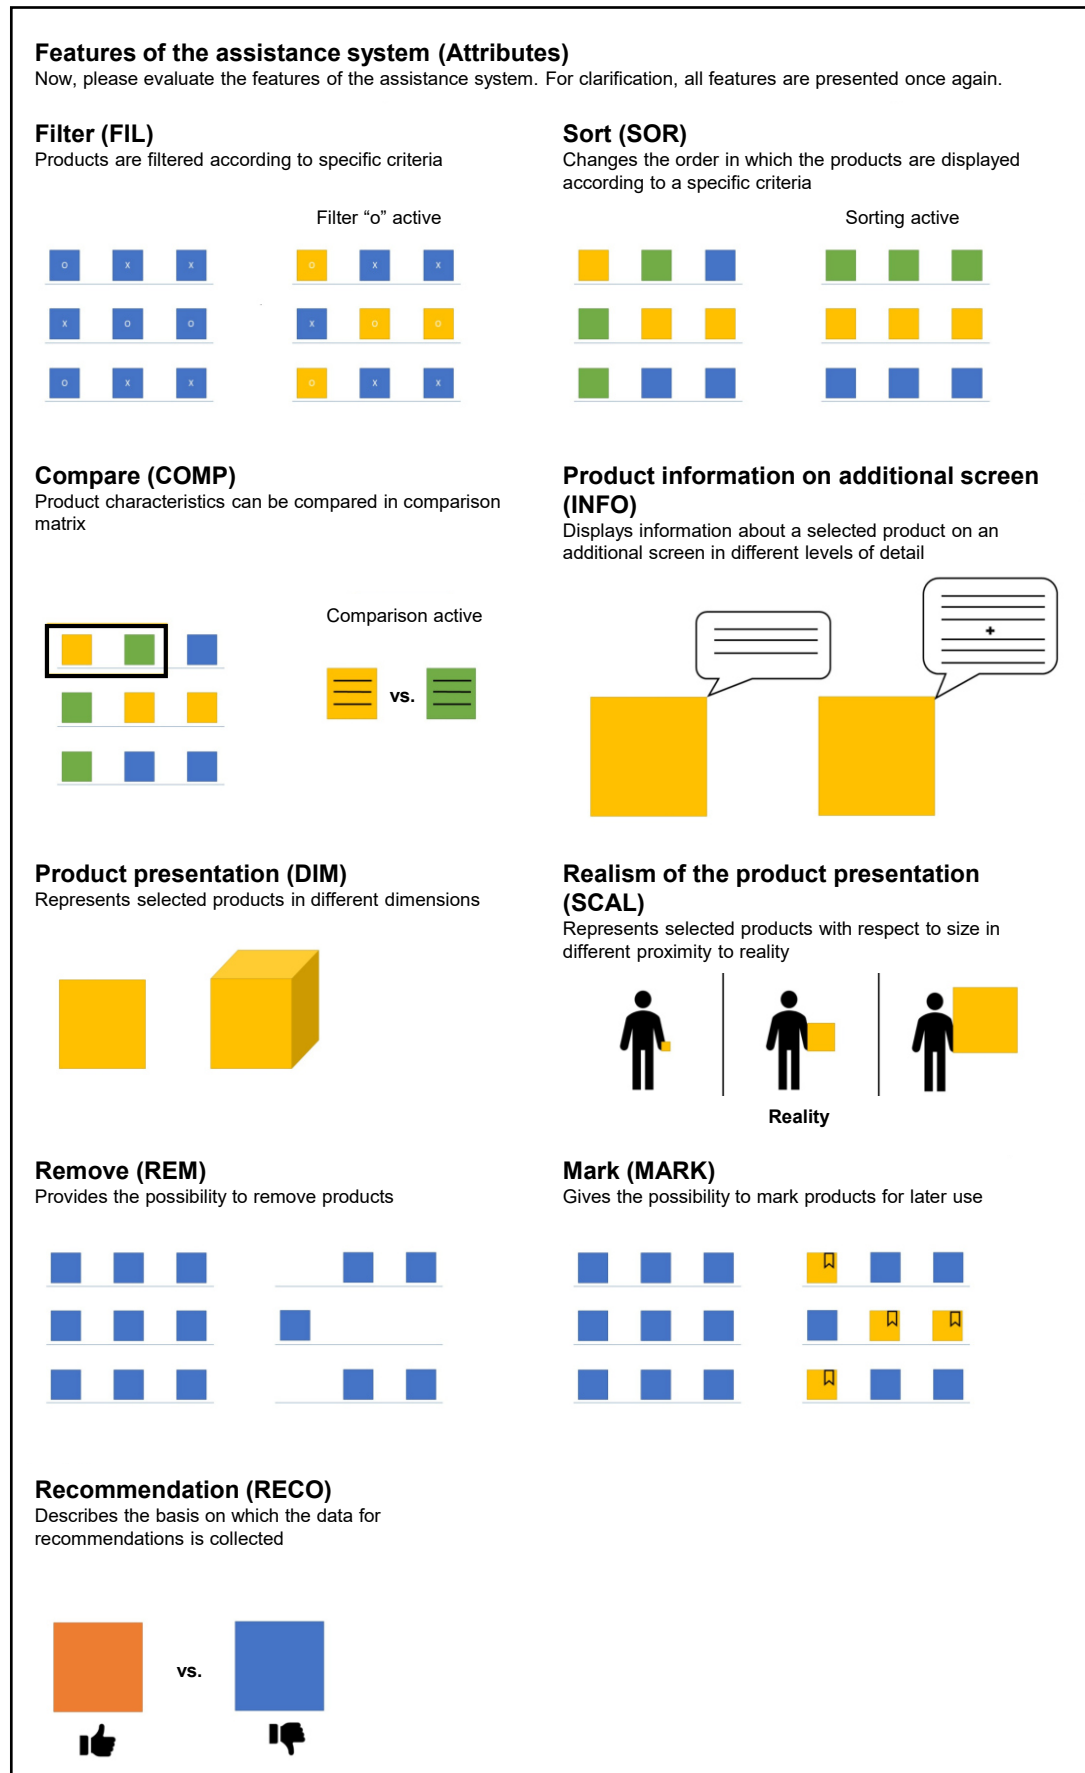 Features of the assistance system (Attributes)
Now, please evaluate the features of the assistance system. For clarification, all features are presented once again.
Filter (FIL)
Products are filtered according to specific criteria
Filter “o” active
o x x
x o o
o x x
o x x
x o o
o x x
Sort (SOR)
Changes the order in which the products are displayed
according to a specific criteria
Sorting active
Compare (COMP)
Product characteristics can be compared in comparison
matrix
Comparison active
vs.
Product information on additional screen
(INFO)
Displays information about a selected product on an
additional screen in different levels of detail
+
Product presentation (DIM)
Represents selected products in different dimensions
Realism of the product presentation
(SCAL)
Represents selected products with respect to size in
different proximity to reality
Reality
Remove (REM)
Provides the possibility to remove products
Mark (MARK)
Gives the possibility to mark products for later use
Recommendation (RECO)
Describes the basis on which the data for
recommendations is collected
vs.